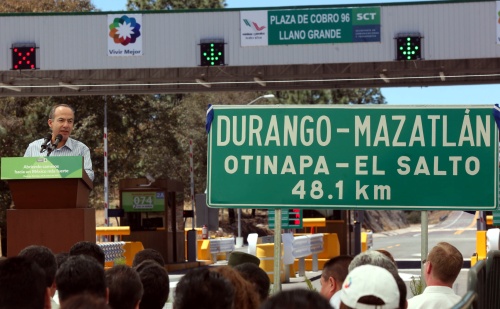 PLAZA DE COBRO 96
SCT
LLANO GRANDE
Vivir Mejor
DURANGO-MAZATLÁN
OTINAPA-EL SALTO
48.1 km